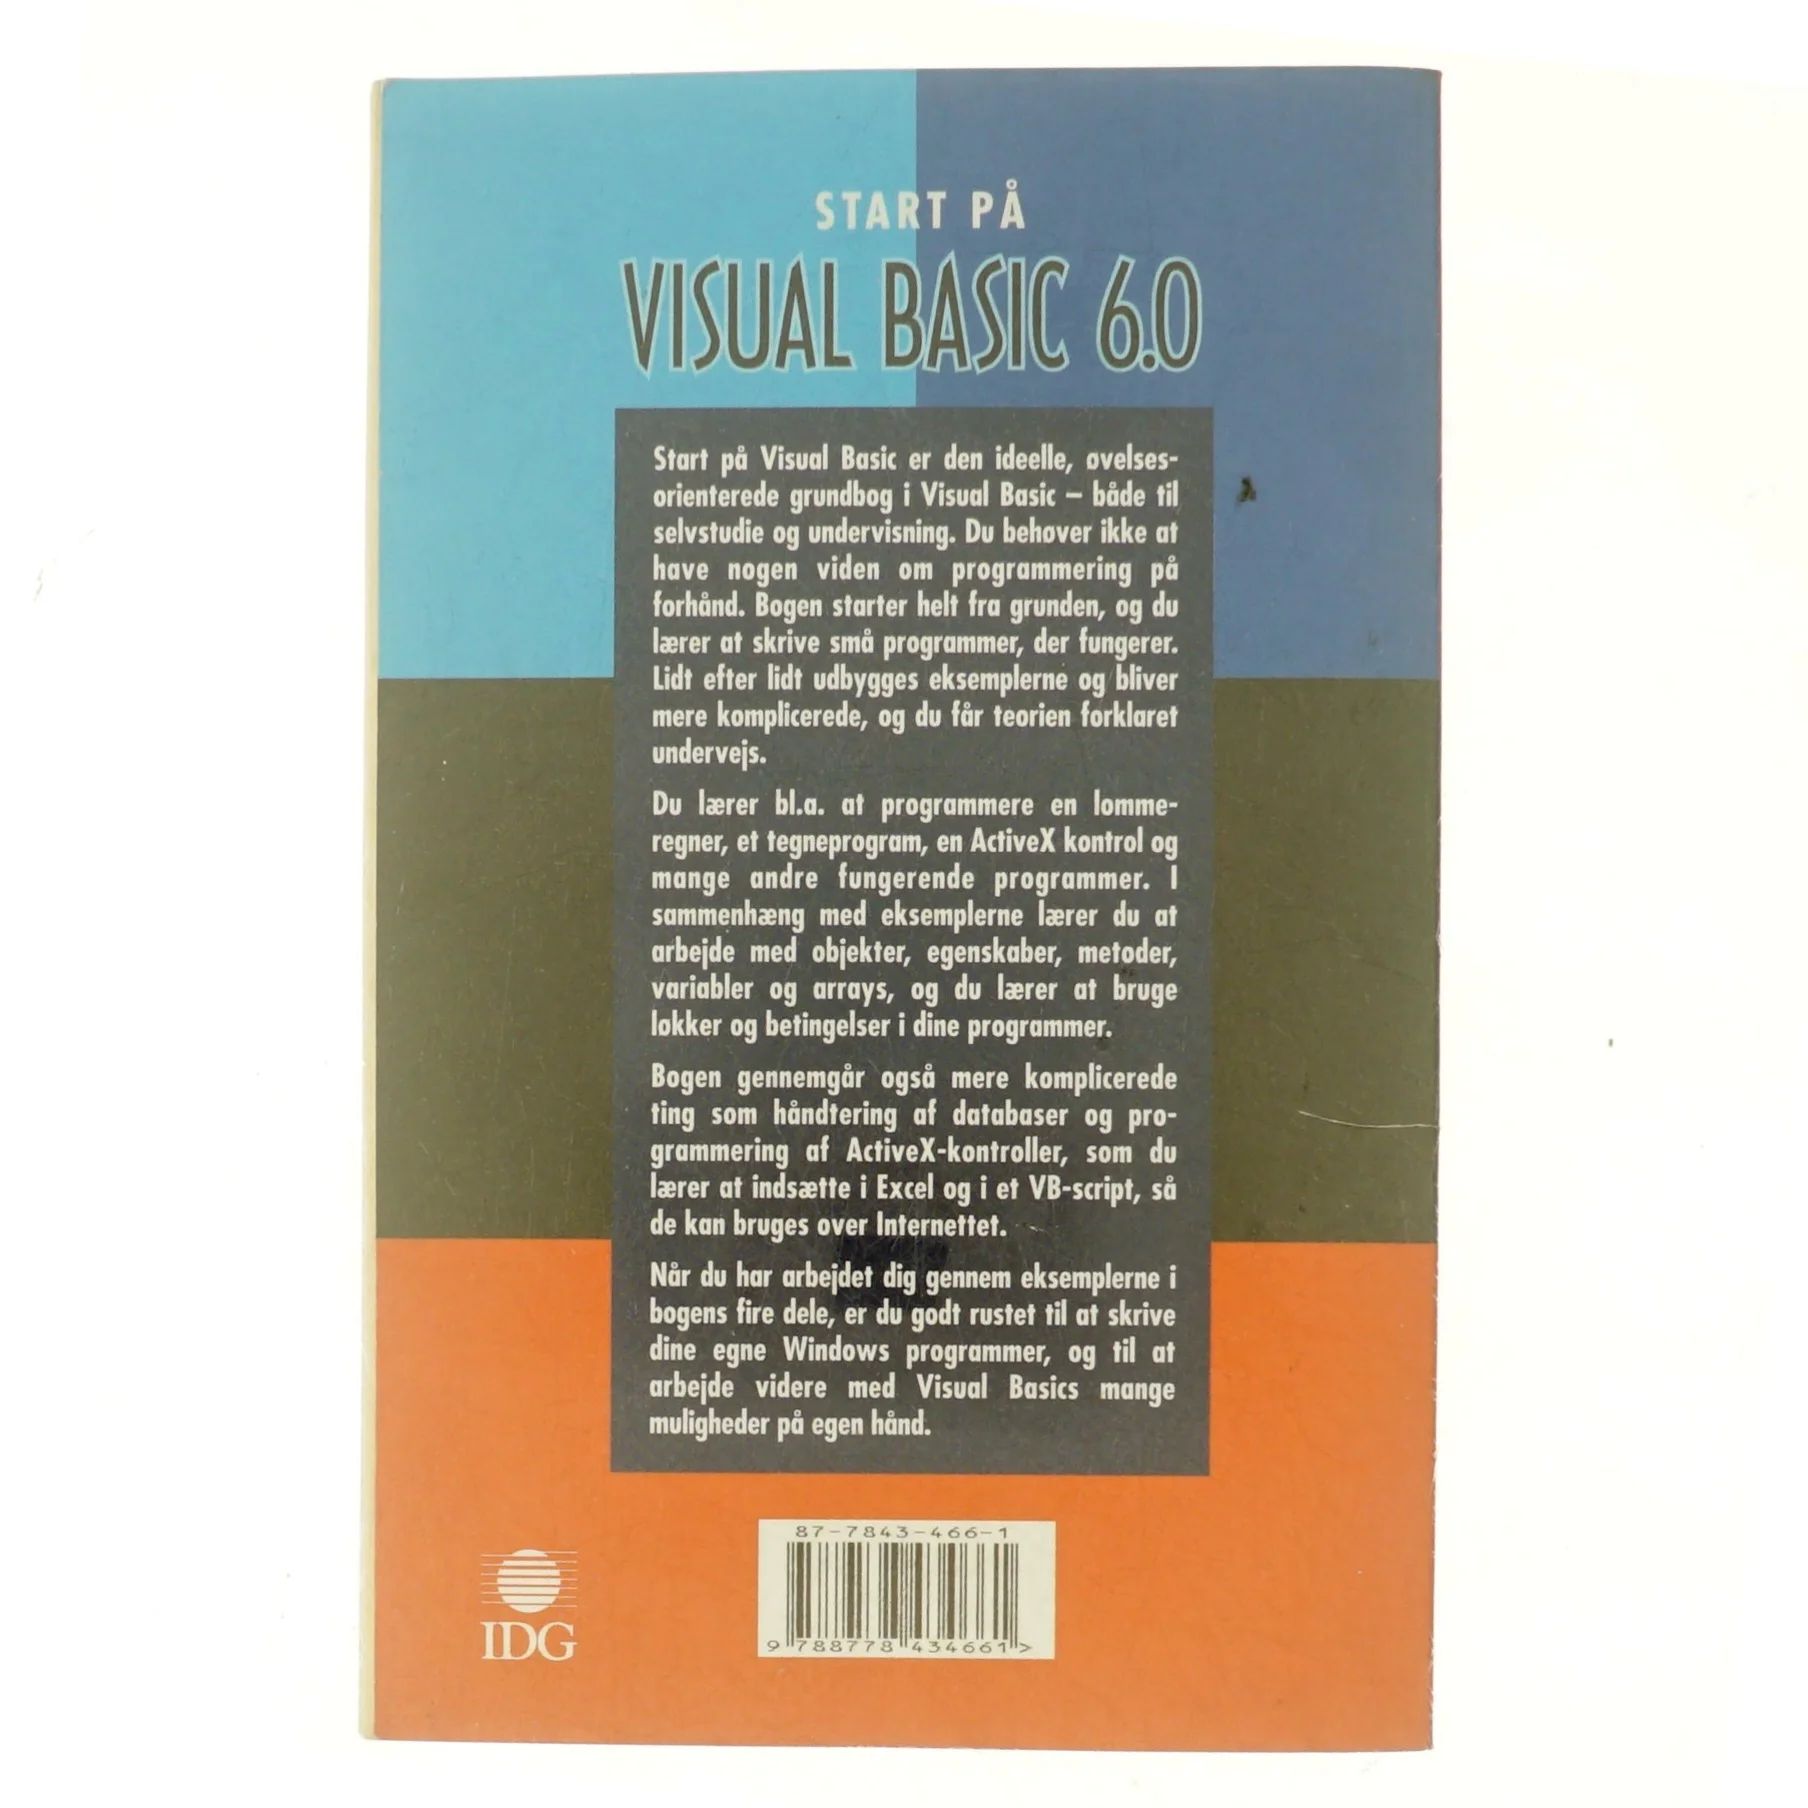 START PÅ
VISUAL BASIC 6.0
Start på Visual Basic er den ideelle, øvelses-
orienterede grundbog i Visual Basic – både til
selvstudie og undervisning. Du behøver ikke at
have nogen viden om programmering på
forhånd. Bogen starter helt fra grunden, og du
lærer at skrive små programmer, der fungerer.
Lidt efter lidt udbygges eksemplerne og bliver
mere komplicerede, og du får teorien forklaret
undervejs.
Du lærer bl.a. at programmere en lomme-
regner, et tegneprogram, en ActiveX kontrol og
mange andre fungerende programmer. I
sammenhæng med eksemplerne lærer du at
arbejde med objekter, egenskaber, metoder,
variabler og arrays, og du lærer at bruge
løkker og betingelser i dine programmer.
Bogen gennemgår også mere komplicerede
ting som håndtering af databaser og pro-
grammering af ActiveX-kontroller, som du
lærer at indsætte i Excel og i et VB-script, så
de kan bruges over Internettet.
Når du har arbejdet dig gennem eksemplerne i
bogens fire dele, er du godt rustet til at skrive
dine egne Windows programmer, og til at
arbejde videre med Visual Basics mange
muligheder på egen hånd.
87-7843-466-1
9 788778 434661 >
IDG